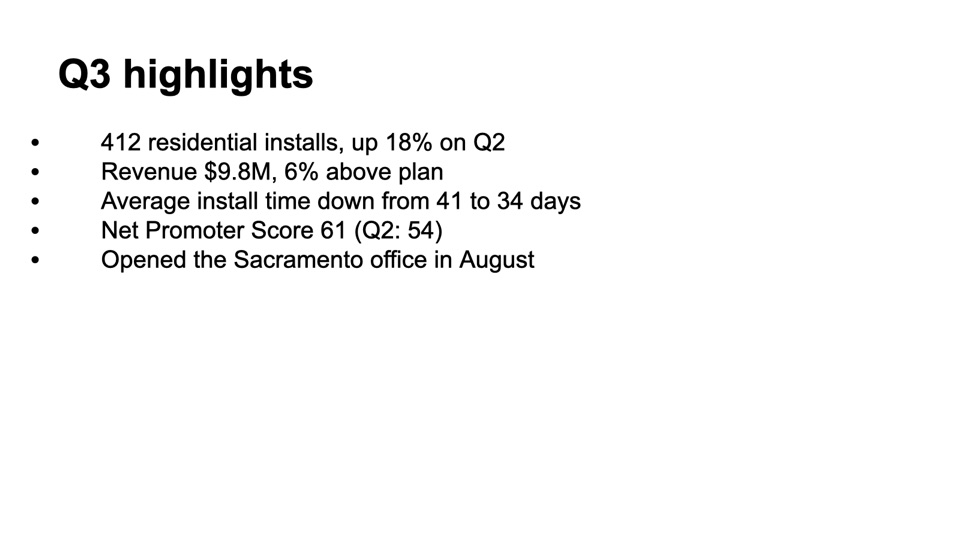 Q3 highlights
• 412 residential installs, up 18% on Q2
• Revenue $9.8M, 6% above plan
• Average install time down from 41 to 34 days
• Net Promoter Score 61 (Q2: 54)
• Opened the Sacramento office in August